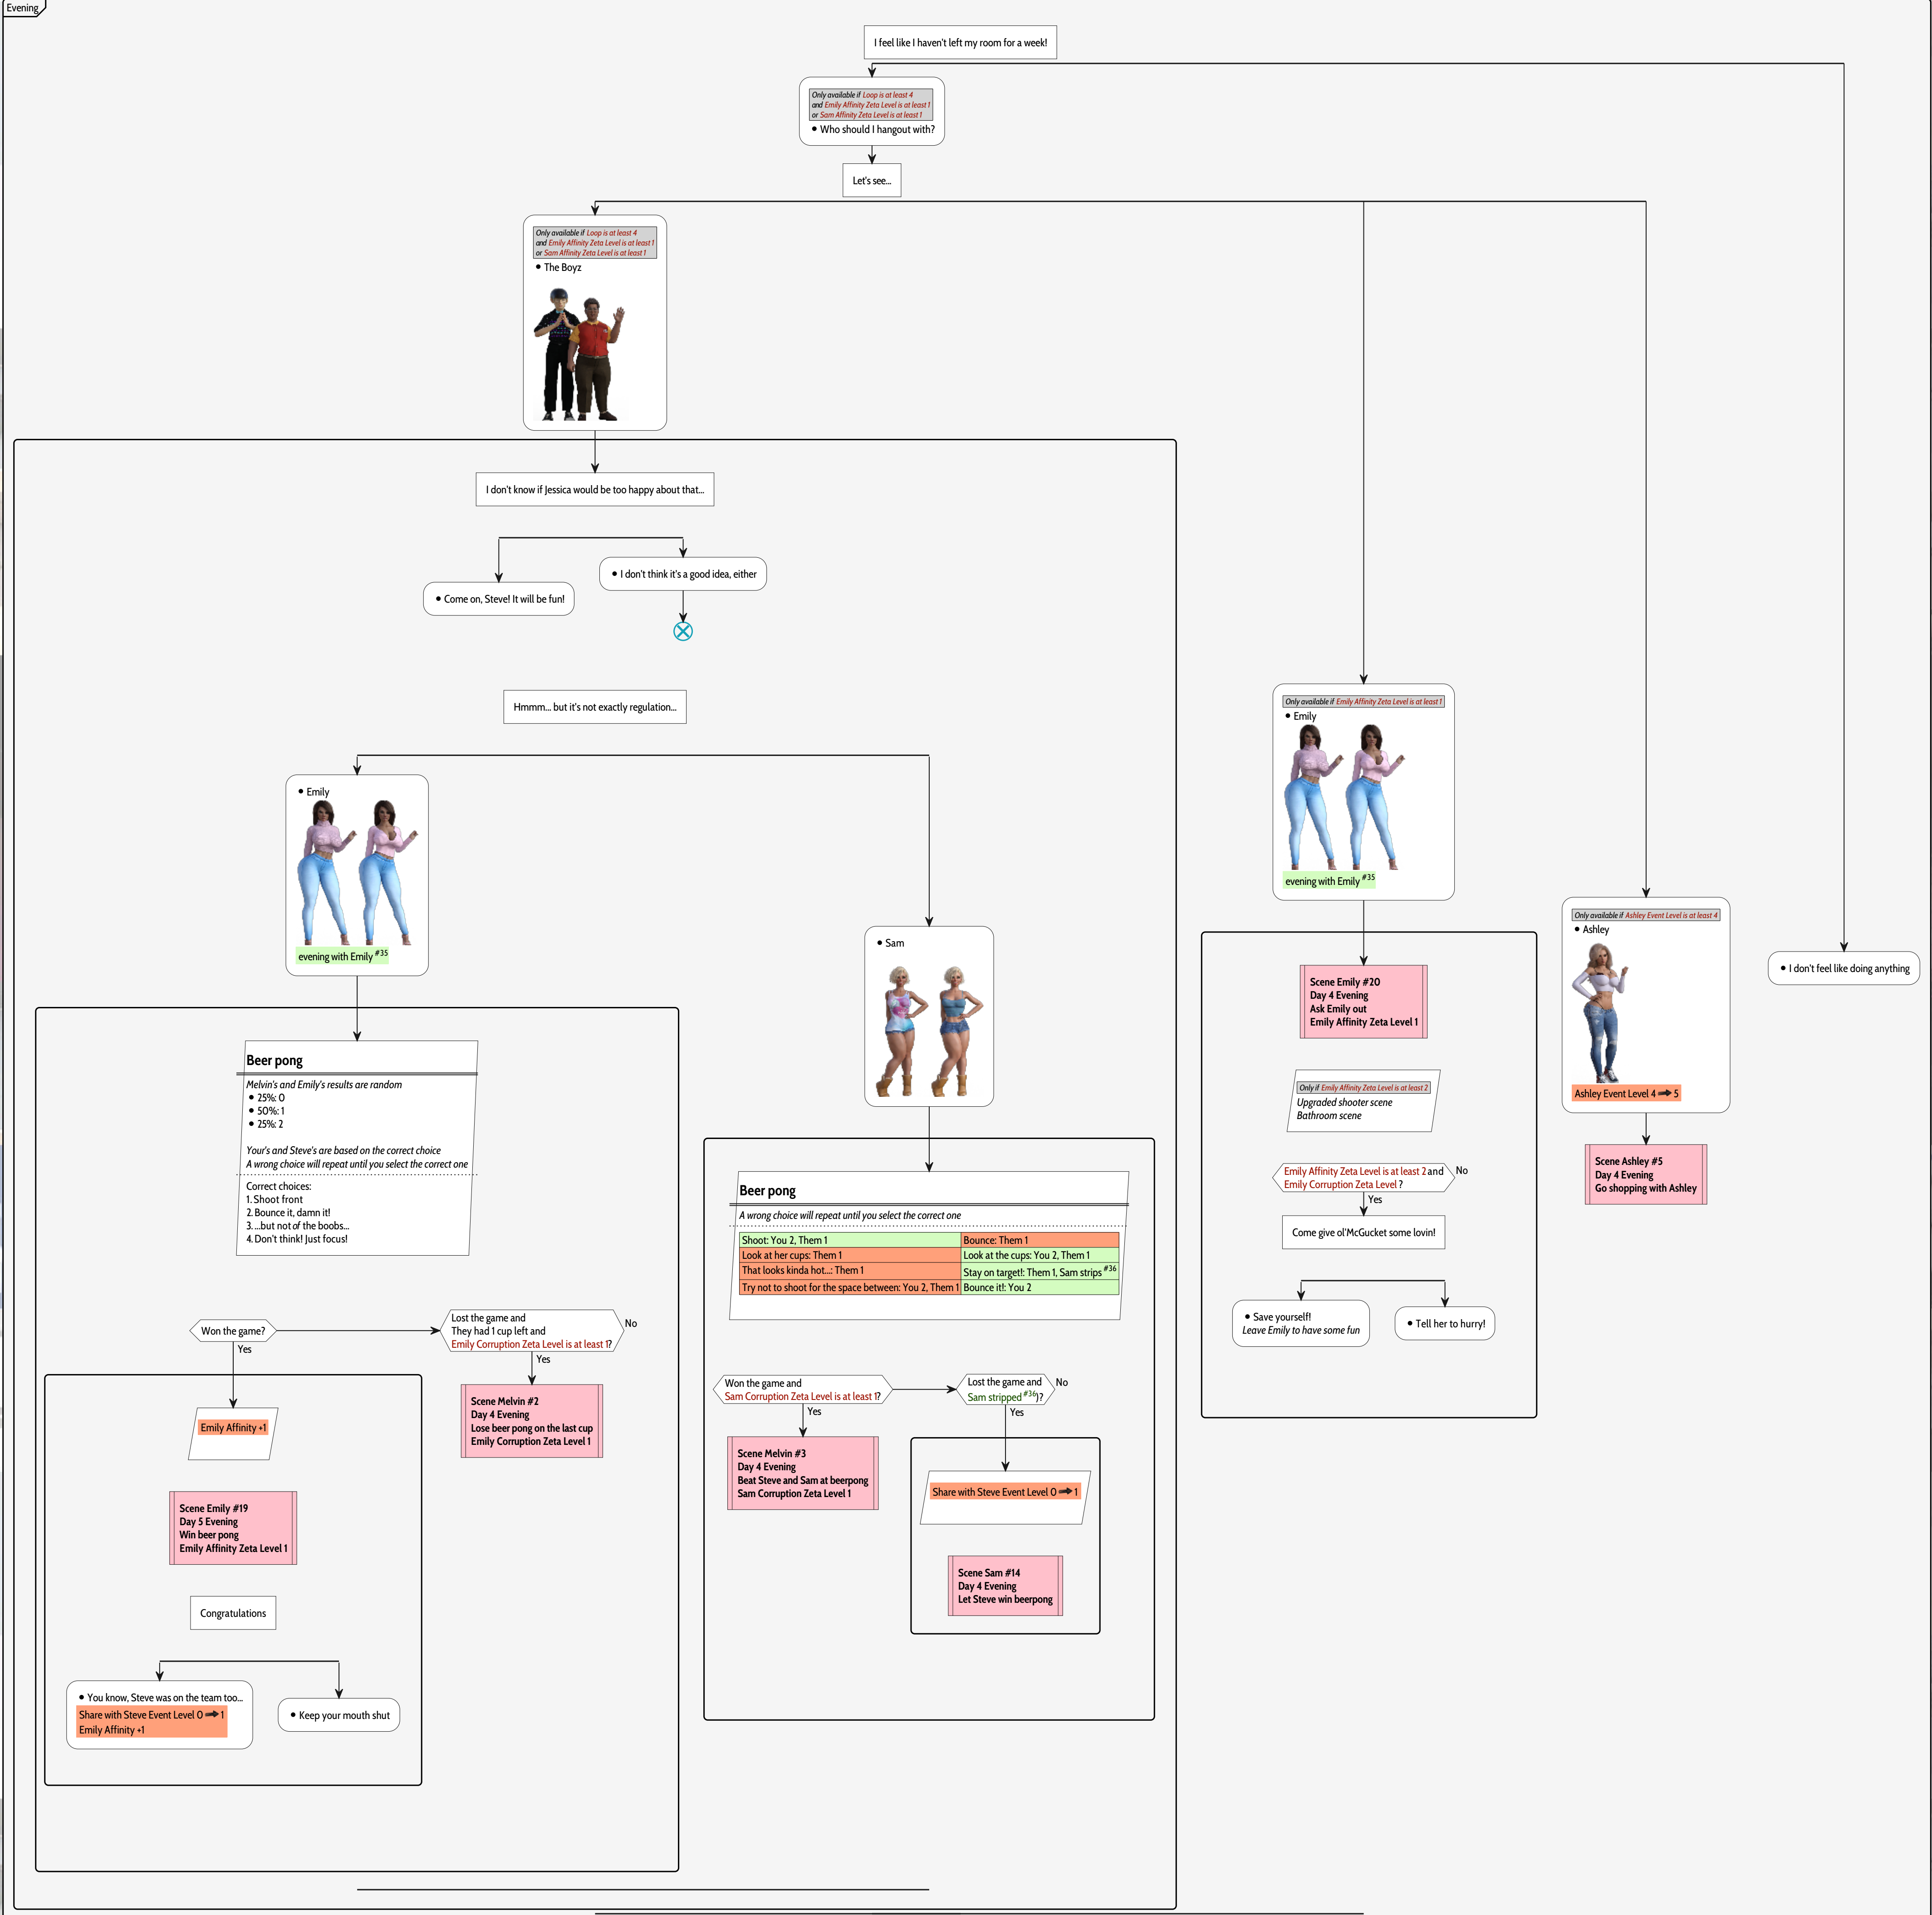 Evening
I feel like I haven't left my room for a week!
Only available if Loop is at least 4
and Emily Affinity Zeta Level is at least 1
or Sam Affinity Zeta Level is at least 1
• Who should I hangout with?
Let's see...
Only available if Loop is at least 4
and Emily Affinity Zeta Level is at least 1
or Sam Affinity Zeta Level is at least 1
• The Boyz
I don't know if Jessica would be too happy about that...
• Come on, Steve! It will be fun!
• I don't think it's a good idea, either
Hmmm... but it's not exactly regulation...
• Emily
evening with Emily #35
Beer pong
Melvin's and Emily's results are random
• 25%: 0
• 50%: 1
• 25%: 2
Your's and Steve's are based on the correct choice
A wrong choice will repeat until you select the correct one
Correct choices:
1. Shoot front
2. Bounce it, damn it!
3. ...but not of the boobs...
4. Don't think! Just focus!
Won the game?
Yes
Lost the game and
They had 1 cup left and
Emily Corruption Zeta Level is at least 1?
No
Yes
Scene Melvin #2
Day 4 Evening
Lose beer pong on the last cup
Emily Corruption Zeta Level 1
Emily Affinity +1
Scene Emily #19
Day 5 Evening
Win beer pong
Emily Affinity Zeta Level 1
Congratulations
• You know, Steve was on the team too...
Share with Steve Event Level 0 ➡ 1
Emily Affinity +1
• Keep your mouth shut
• Sam
Beer pong
A wrong choice will repeat until you select the correct one
Shoot: You 2, Them 1 Bounce: Them 1
Look at her cups: Them 1 Look at the cups: You 2, Them 1
That looks kinda hot...: Them 1 Stay on target!: Them 1, Sam strips #36
Try not to shoot for the space between: You 2, Them 1 Bounce it!: You 2
Won the game and
Sam Corruption Zeta Level is at least 1?
Yes
Lost the game and
Sam stripped #36)?
No
Yes
Scene Melvin #3
Day 4 Evening
Beat Steve and Sam at beerpong
Sam Corruption Zeta Level 1
Share with Steve Event Level 0 ➡ 1
Scene Sam #14
Day 4 Evening
Let Steve win beerpong
Only available if Emily Affinity Zeta Level is at least 1
• Emily
evening with Emily #35
Scene Emily #20
Day 4 Evening
Ask Emily out
Emily Affinity Zeta Level 1
Only if Emily Affinity Zeta Level is at least 2
Upgraded shooter scene
Bathroom scene
Emily Affinity Zeta Level is at least 2 and
Emily Corruption Zeta Level ?
No
Yes
Come give ol'McGucket some lovin!
• Save yourself!
Leave Emily to have some fun
• Tell her to hurry!
Only available if Ashley Event Level is at least 4
• Ashley
Ashley Event Level 4 ➡ 5
Scene Ashley #5
Day 4 Evening
Go shopping with Ashley
• I don't feel like doing anything